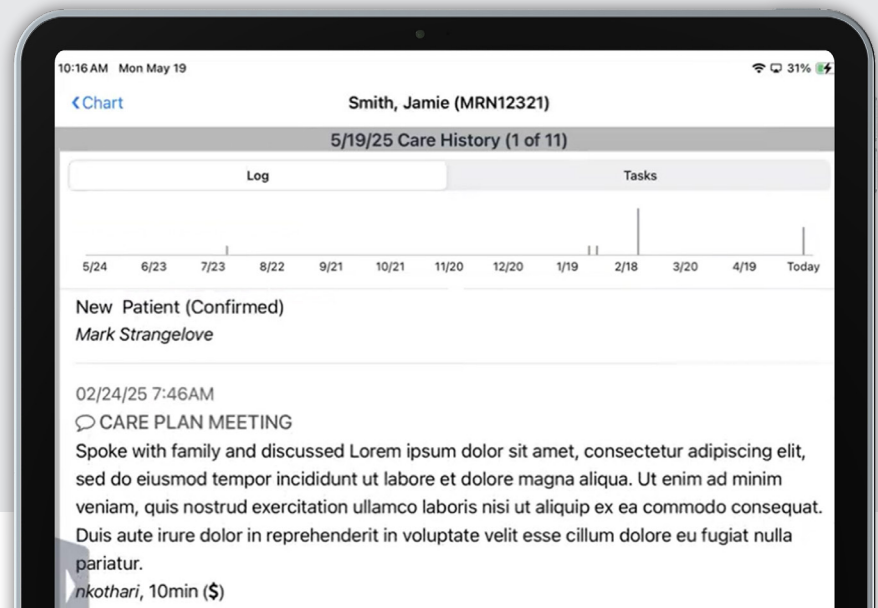 10:16 AM Mon May 19
31%
Chart
Smith, Jamie (MRN12321)
5/19/25 Care History (1 of 11)
Log
Tasks
5/24 6/23 7/23 8/22 9/21 10/21 11/20 12/20 1/19 2/18 3/20 4/19 Today
New Patient (Confirmed)
Mark Strangelove
02/24/25 7:46AM
CARE PLAN MEETING
Spoke with family and discussed Lorem ipsum dolor sit amet, consectetur adipiscing elit,
sed do eiusmod tempor incididunt ut labore et dolore magna aliqua. Ut enim ad minim
veniam, quis nostrud exercitation ullamco laboris nisi ut aliquip ex ea commodo consequat.
Duis aute irure dolor in reprehenderit in voluptate velit esse cillum dolore eu fugiat nulla
pariatur.
nkothari, 10min ($)